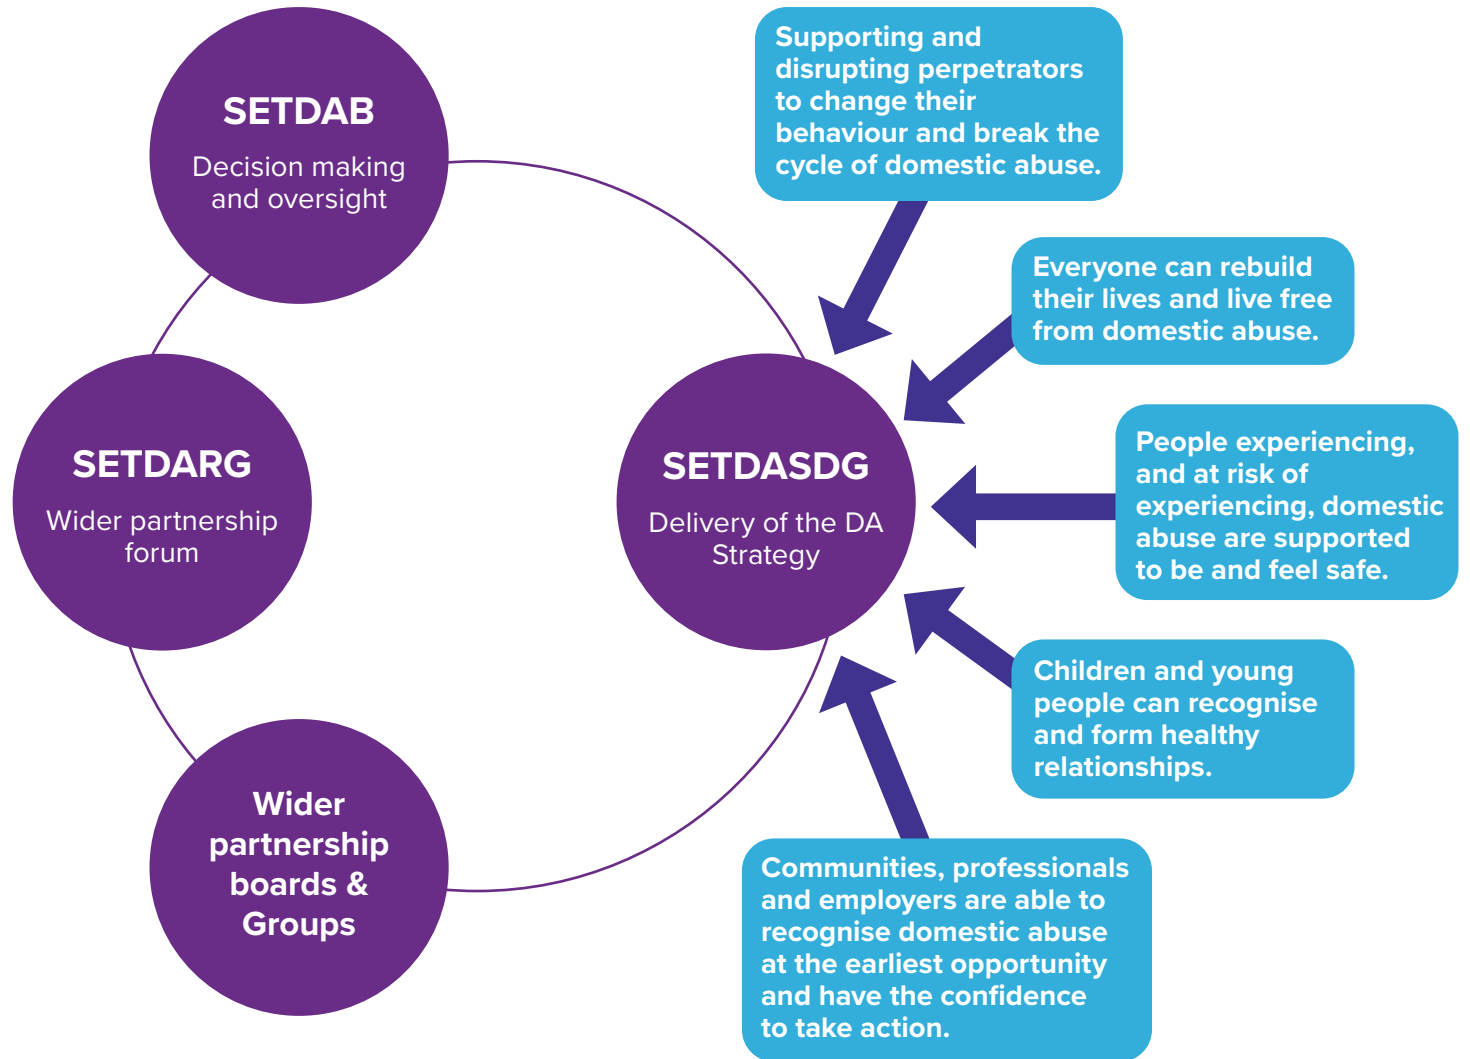 SETDAB
Decision making
and oversight
SETDARG
Wider partnership
forum
Wider
partnership
boards &
Groups
SETDASDG
Delivery of the DA
Strategy
Supporting and
disrupting perpetrators
to change their
behaviour and break the
cycle of domestic abuse.
Everyone can rebuild
their lives and live free
from domestic abuse.
People experiencing,
and at risk of
experiencing, domestic
abuse are supported
to be and feel safe.
Children and young
people can recognise
and form healthy
relationships.
Communities, professionals
and employers are able to
recognise domestic abuse
at the earliest opportunity
and have the confidence
to take action.